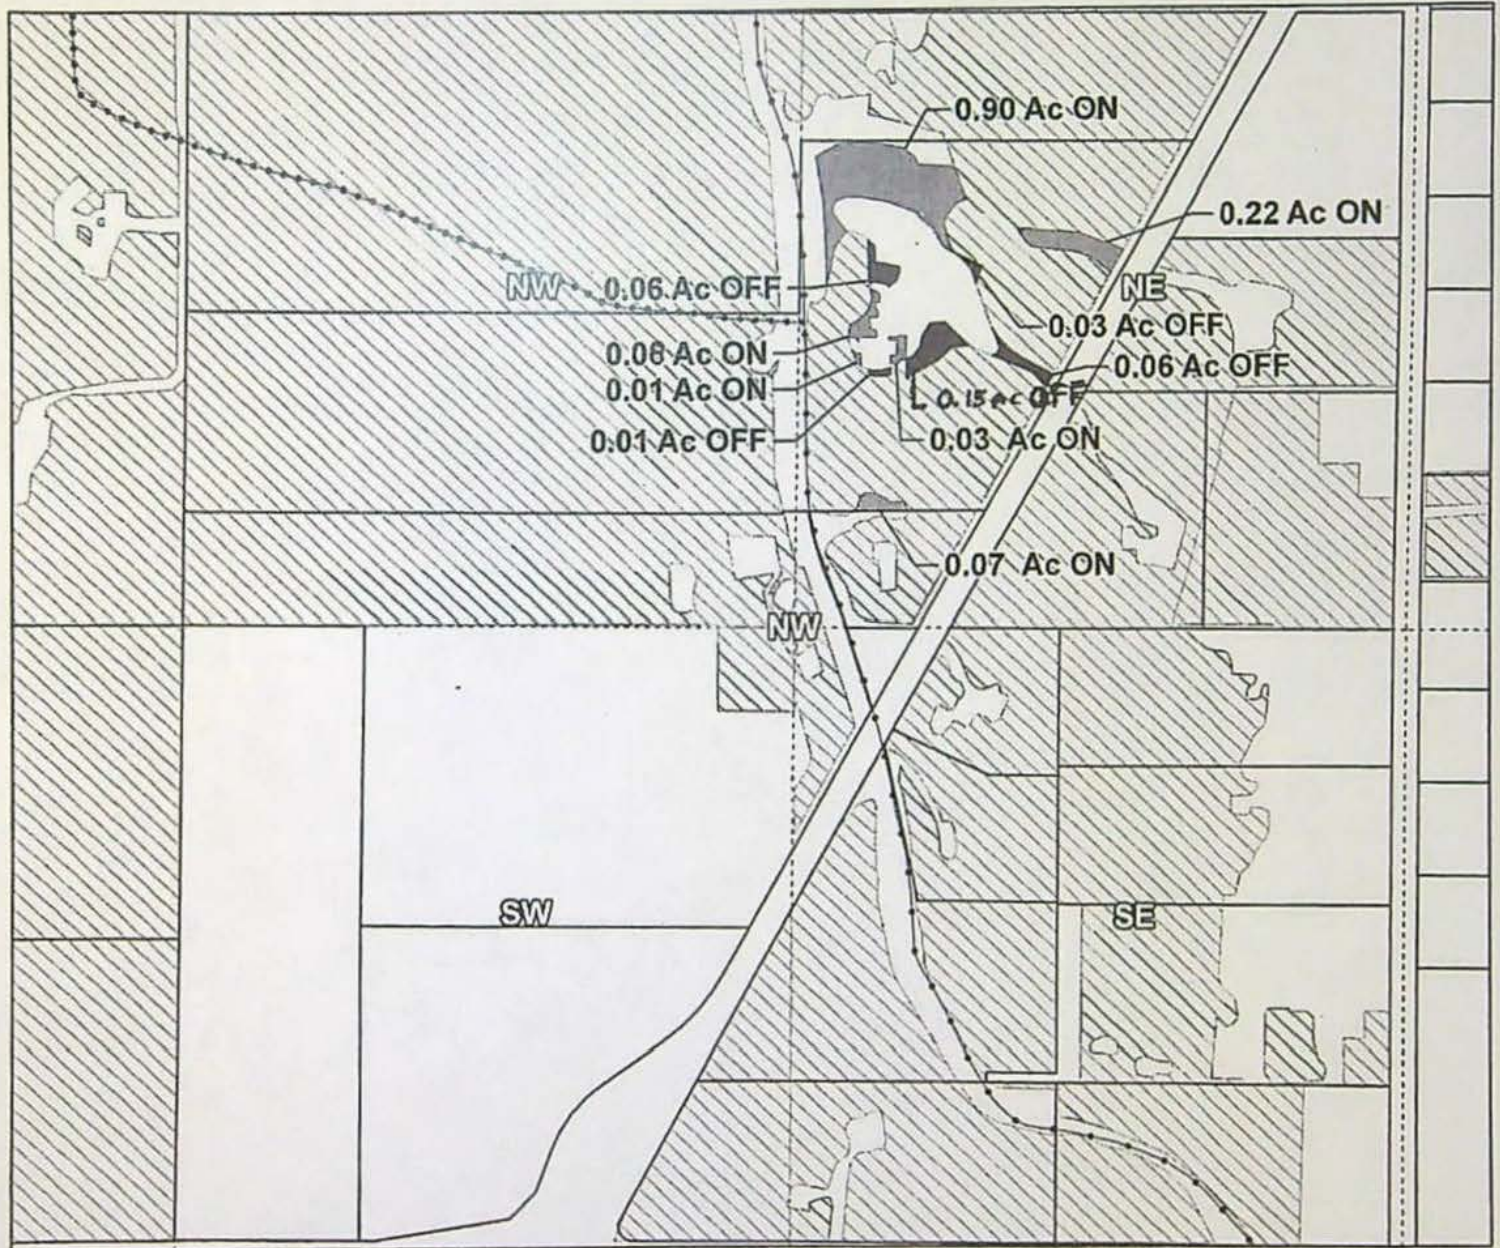 0.90 Ac ON
0.22 Ac ON
NW
0.06 Ac OFF
NE
0.03 Ac OFF
0.08 Ac ON
0.06 Ac OFF
0.01 Ac ON
0.15 ac OFF
0.01 Ac OFF
0.03 Ac ON
0.07 Ac ON
NW
SW
SE